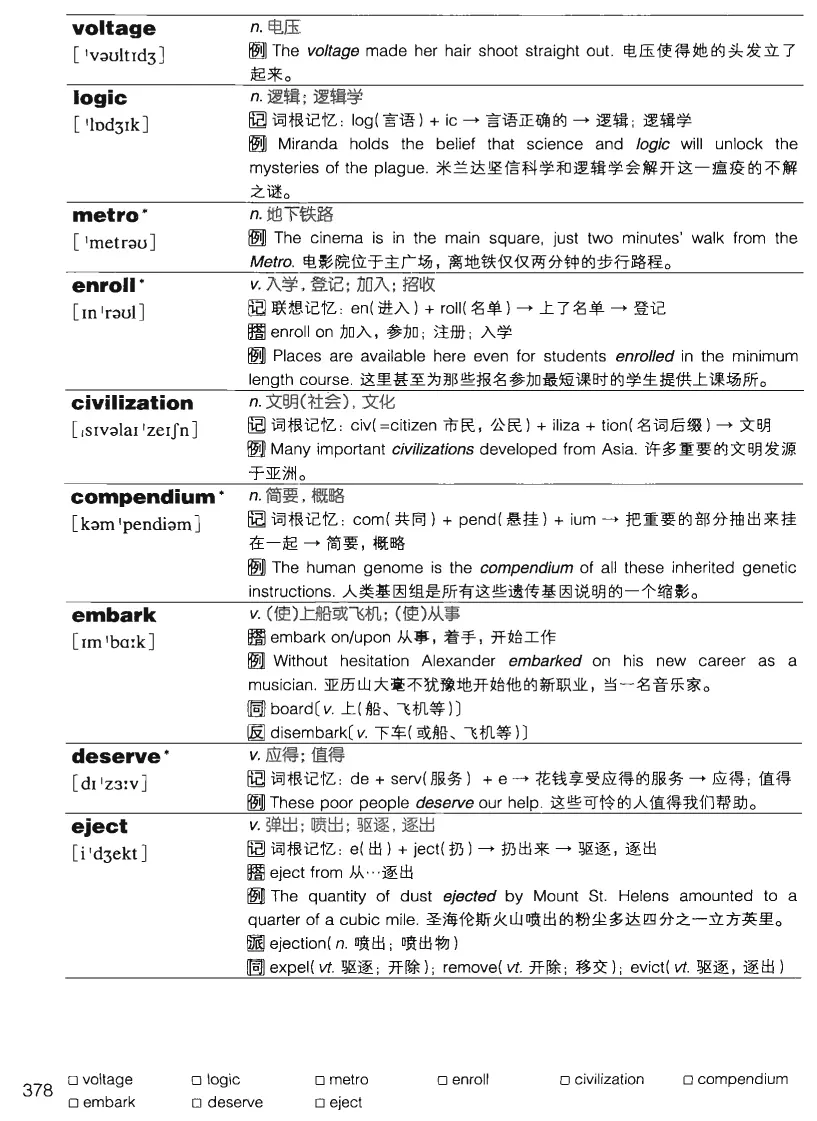 voltage n. 电压
[ˈvəʊltɪdʒ] 例 The voltage made her hair shoot straight out. 电压使得她的头发立了
起来。
logic n. 逻辑；逻辑学
[ˈlɒdʒɪk] 记 词根记忆：log(言语) + ic → 言语正确的 → 逻辑；逻辑学
例 Miranda holds the belief that science and logic will unlock the
mysteries of the plague. 米兰达坚信科学和逻辑学会解开这一瘟疫的不解
之谜。
metro* n. 地下铁路
[ˈmetrəʊ] 例 The cinema is in the main square, just two minutes' walk from the
Metro. 电影院位于主广场，离地铁仅仅两分钟的步行路程。
enroll* v. 入学，登记；加入；招收
[ɪnˈrəʊl] 记 联想记忆：en(进入) + roll(名单) → 上了名单 → 登记
搭 enroll on 加入，参加；注册；入学
例 Places are available here even for students enrolled in the minimum
length course. 这里甚至为那些报名参加最短课时的学生提供上课场所。
civilization n. 文明(社会)，文化
[ˌsɪvəlaɪˈzeɪʃn] 记 词根记忆：civ(=citizen 市民，公民) + iliza + tion(名词后缀) → 文明
例 Many important civilizations developed from Asia. 许多重要的文明发源
于亚洲。
compendium* n. 简要，概略
[kəmˈpendiəm] 记 词根记忆：com(共同) + pend(悬挂) + ium → 把重要的部分抽出来挂
在一起 → 简要，概略
例 The human genome is the compendium of all these inherited genetic
instructions. 人类基因组是所有这些遗传基因说明的一个缩影。
embark v. (使)上船或飞机；(使)从事
[ɪmˈbɑːk] 搭 embark on/upon 从事，着手，开始工作
例 Without hesitation Alexander embarked on his new career as a
musician. 亚历山大毫不犹豫地开始他的新职业，当一名音乐家。
同 board〔v. 上(船、飞机等)〕
反 disembark〔v. 下车(或船、飞机等)〕
deserve* v. 应得；值得
[dɪˈzɜːv] 记 词根记忆：de + serv(服务) + e → 花钱享受应得的服务 → 应得；值得
例 These poor people deserve our help. 这些可怜的人值得我们帮助。
eject v. 弹出；喷出；驱逐，逐出
[iˈdʒekt] 记 词根记忆：e(出) + ject(扔) → 扔出来 → 驱逐，逐出
搭 eject from 从…逐出
例 The quantity of dust ejected by Mount St. Helens amounted to a
quarter of a cubic mile. 圣海伦斯火山喷出的粉尘多达四分之一立方英里。
派 ejection(n. 喷出；喷出物)
同 expel(vt. 驱逐；开除)；remove(vt. 开除；移交)；evict(vt. 驱逐，逐出)
378 □ voltage □ logic □ metro □ enroll □ civilization □ compendium
□ embark □ deserve □ eject